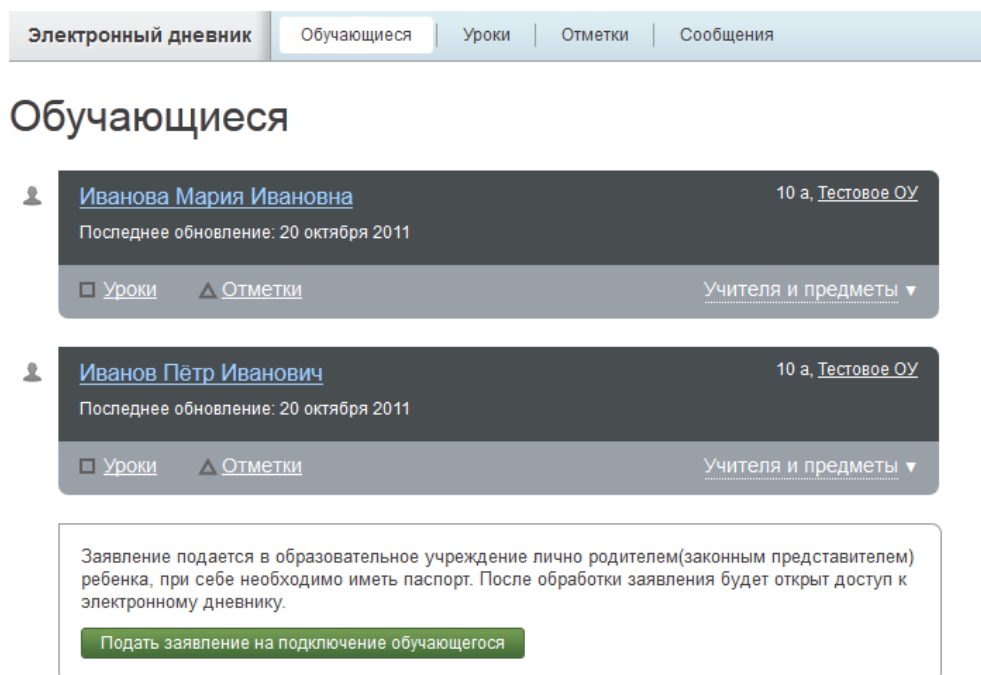 Электронный дневник Обучающиеся Уроки Отметки Сообщения
Обучающиеся
Иванова Мария Ивановна 10 а, Тестовое ОУ
Последнее обновление: 20 октября 2011
Уроки Отметки Учителя и предметы ▼
Иванов Пётр Иванович 10 а, Тестовое ОУ
Последнее обновление: 20 октября 2011
Уроки Отметки Учителя и предметы ▼
Заявление подается в образовательное учреждение лично родителем(законным представителем)
ребенка, при себе необходимо иметь паспорт. После обработки заявления будет открыт доступ к
электронному дневнику.
Подать заявление на подключение обучающегося